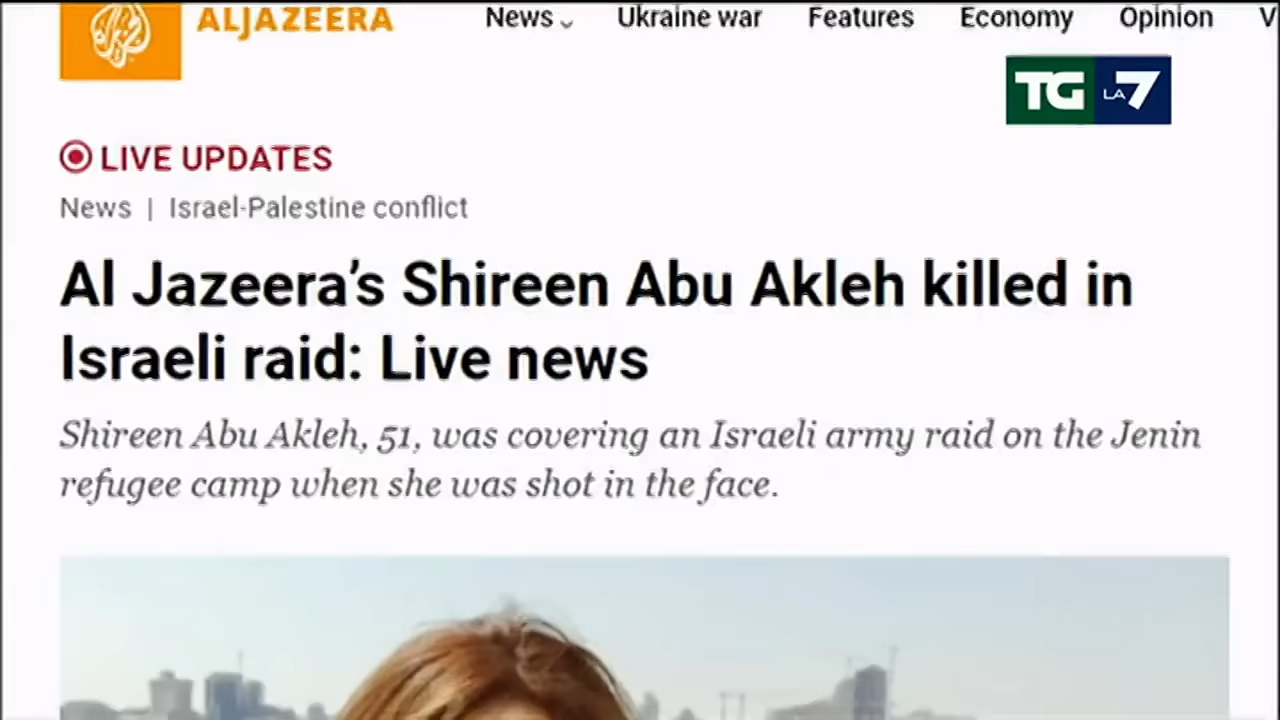 ALJAZEERA
News Ukraine war Features Economy Opinion V
TG LA 7
LIVE UPDATES
News | Israel-Palestine conflict
Al Jazeera’s Shireen Abu Akleh killed in
Israeli raid: Live news
Shireen Abu Akleh, 51, was covering an Israeli army raid on the Jenin
refugee camp when she was shot in the face.